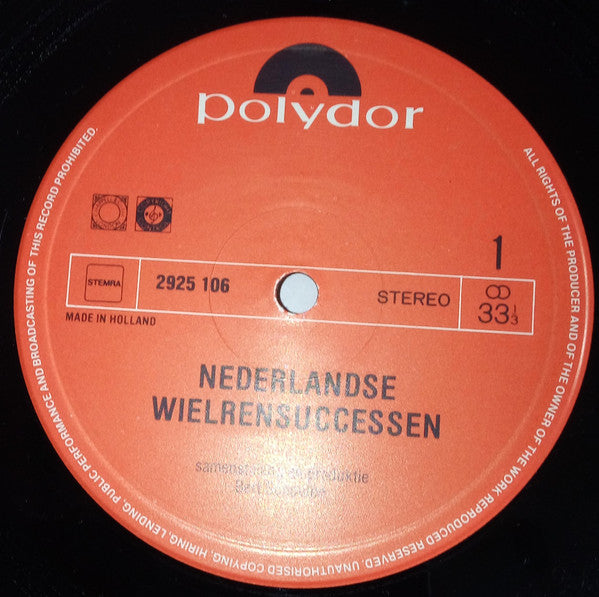 polydor
1
STEMRA
2925 106
STEREO
33⅓
MADE IN HOLLAND
NEDERLANDSE
WIELRENSUCCESSEN
produktie
ALL RIGHTS OF THE PRODUCER AND OF THE OWNER OF THE WORK REPRODUCED RESERVED. UNAUTHORISED COPYING, HIRING, LENDING, PUBLIC PERFORMANCE AND BROADCASTING OF THIS RECORD PROHIBITED.